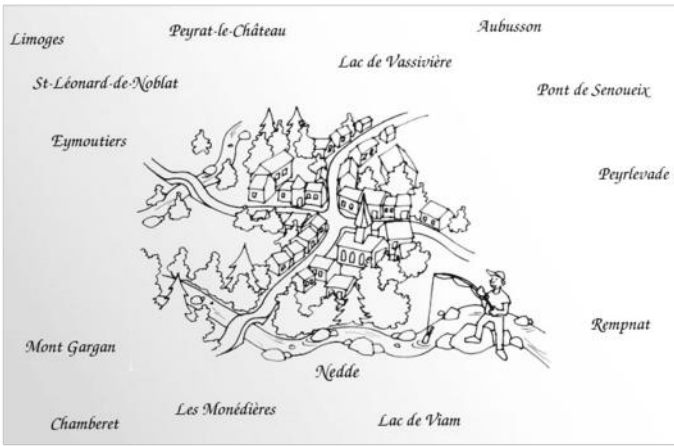 Limoges
Peyrat-le-Château
Aubusson
St-Léonard-de-Noblat
Lac de Vassivière
Pont de Senoueix
Eymoutiers
Peyrlevade
Rempnat
Mont Gargan
Nedde
Chamberet
Les Monédières
Lac de Viam